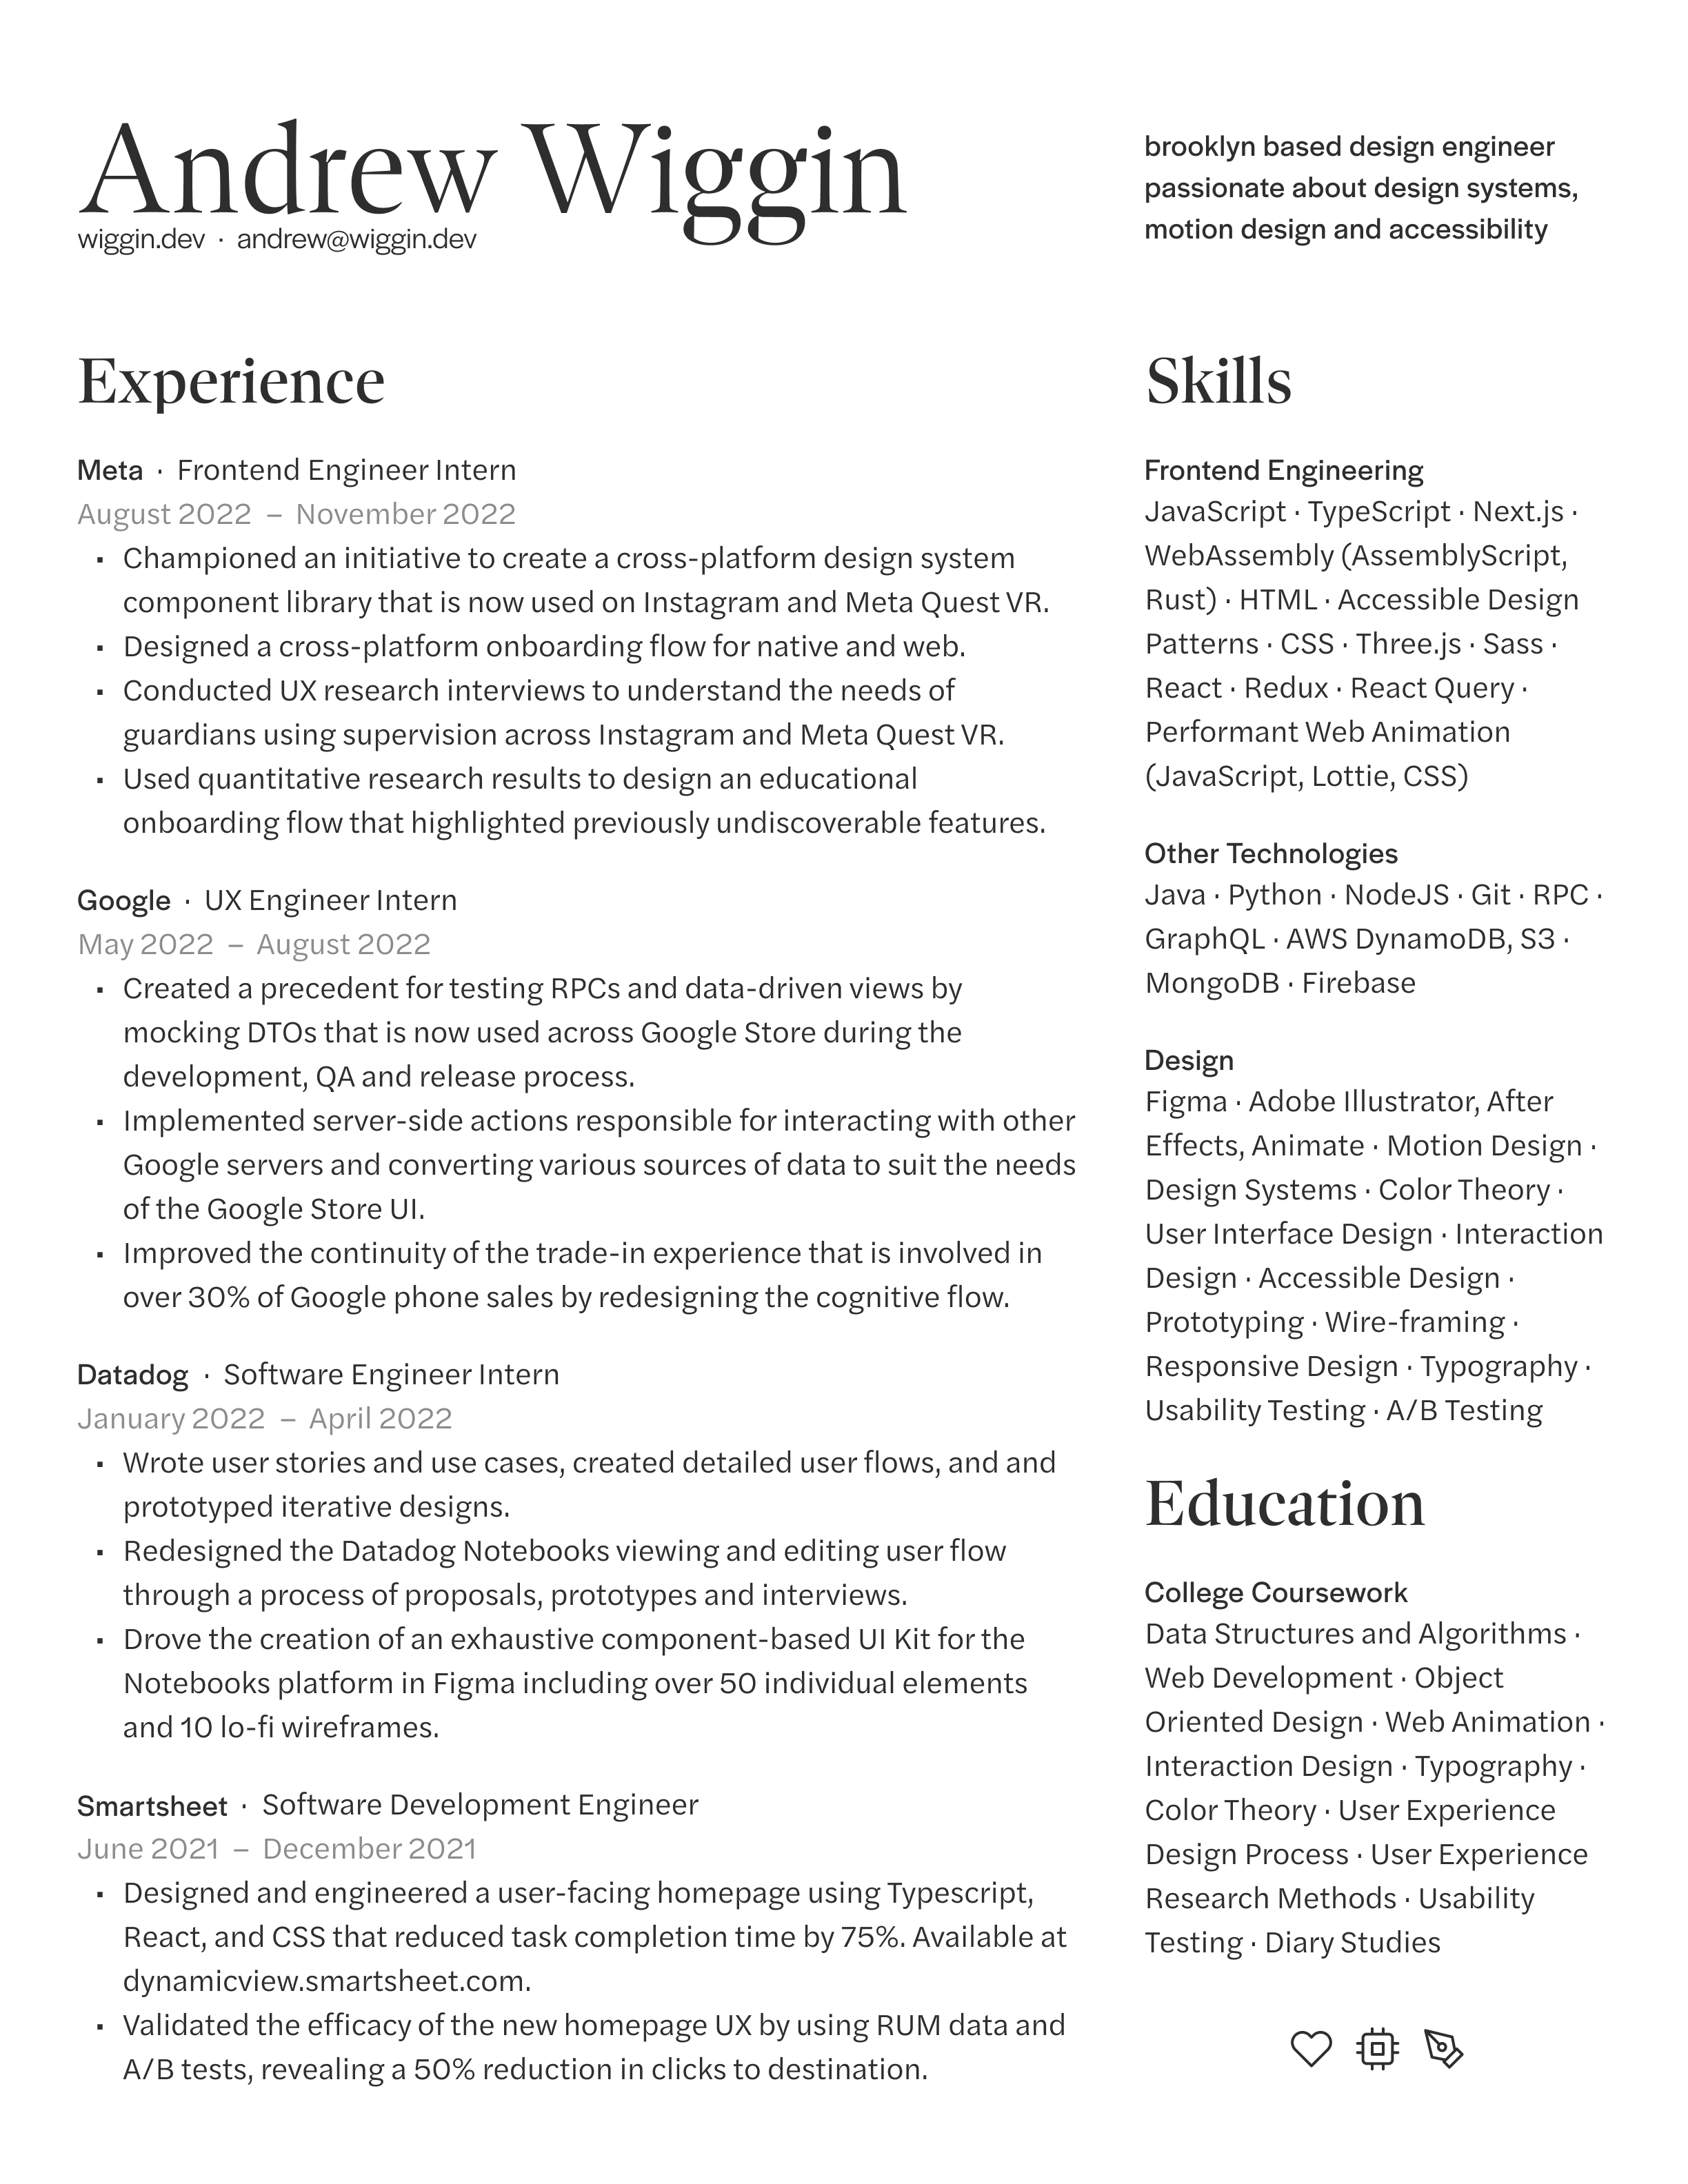 Andrew Wiggin
wiggin.dev · andrew@wiggin.dev
brooklyn based design engineer
passionate about design systems,
motion design and accessibility
Experience
Meta · Frontend Engineer Intern
August 2022 – November 2022
▪ Championed an initiative to create a cross-platform design system
component library that is now used on Instagram and Meta Quest VR.
▪ Designed a cross-platform onboarding flow for native and web.
▪ Conducted UX research interviews to understand the needs of
guardians using supervision across Instagram and Meta Quest VR.
▪ Used quantitative research results to design an educational
onboarding flow that highlighted previously undiscoverable features.
Google · UX Engineer Intern
May 2022 – August 2022
▪ Created a precedent for testing RPCs and data-driven views by
mocking DTOs that is now used across Google Store during the
development, QA and release process.
▪ Implemented server-side actions responsible for interacting with other
Google servers and converting various sources of data to suit the needs
of the Google Store UI.
▪ Improved the continuity of the trade-in experience that is involved in
over 30% of Google phone sales by redesigning the cognitive flow.
Datadog · Software Engineer Intern
January 2022 – April 2022
▪ Wrote user stories and use cases, created detailed user flows, and and
prototyped iterative designs.
▪ Redesigned the Datadog Notebooks viewing and editing user flow
through a process of proposals, prototypes and interviews.
▪ Drove the creation of an exhaustive component-based UI Kit for the
Notebooks platform in Figma including over 50 individual elements
and 10 lo-fi wireframes.
Smartsheet · Software Development Engineer
June 2021 – December 2021
▪ Designed and engineered a user-facing homepage using Typescript,
React, and CSS that reduced task completion time by 75%. Available at
dynamicview.smartsheet.com.
▪ Validated the efficacy of the new homepage UX by using RUM data and
A/B tests, revealing a 50% reduction in clicks to destination.
Skills
Frontend Engineering
JavaScript · TypeScript · Next.js ·
WebAssembly (AssemblyScript,
Rust) · HTML · Accessible Design
Patterns · CSS · Three.js · Sass ·
React · Redux · React Query ·
Performant Web Animation
(JavaScript, Lottie, CSS)
Other Technologies
Java · Python · NodeJS · Git · RPC ·
GraphQL · AWS DynamoDB, S3 ·
MongoDB · Firebase
Design
Figma · Adobe Illustrator, After
Effects, Animate · Motion Design ·
Design Systems · Color Theory ·
User Interface Design · Interaction
Design · Accessible Design ·
Prototyping · Wire-framing ·
Responsive Design · Typography ·
Usability Testing · A/B Testing
Education
College Coursework
Data Structures and Algorithms ·
Web Development · Object
Oriented Design · Web Animation ·
Interaction Design · Typography ·
Color Theory · User Experience
Design Process · User Experience
Research Methods · Usability
Testing · Diary Studies